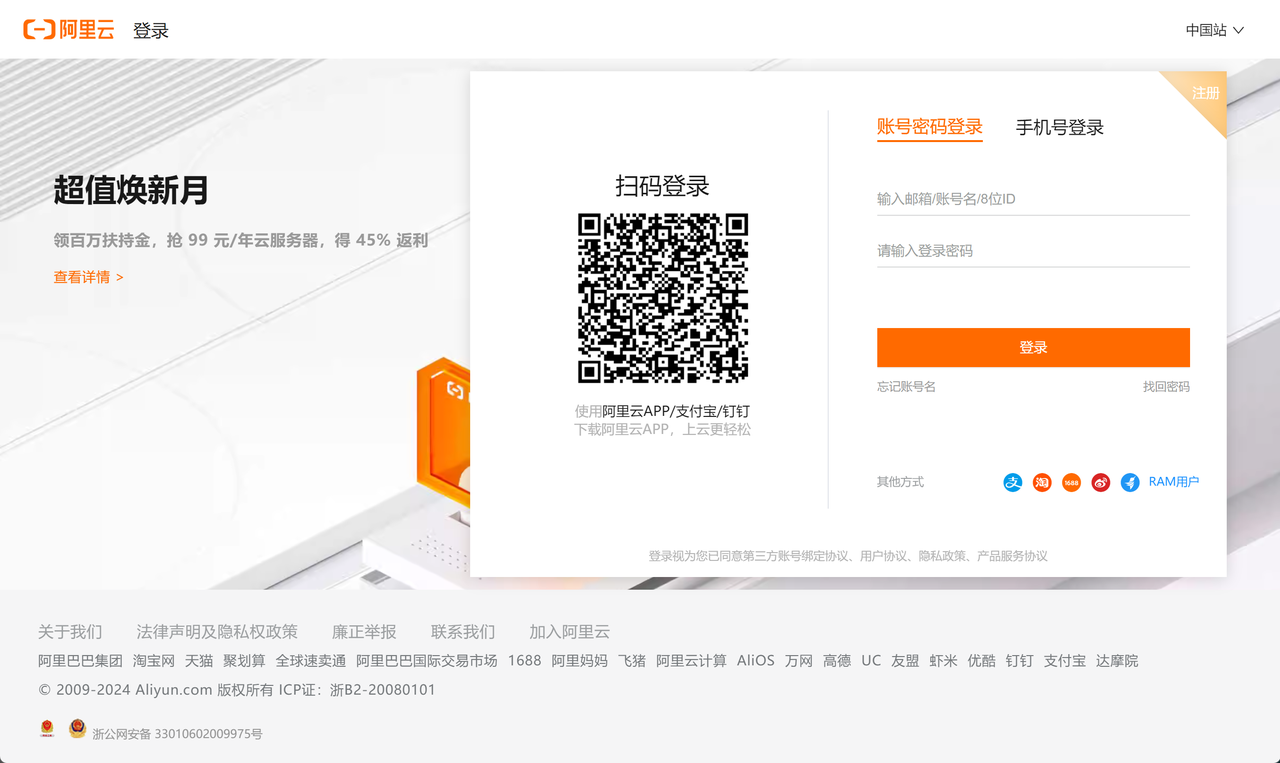 阿里云 登录
中国站
注册
超值焕新月
领百万扶持金，抢 99 元/年云服务器，得 45% 返利
查看详情 >
扫码登录
使用阿里云APP/支付宝/钉钉
下载阿里云APP，上云更轻松
账号密码登录 手机号登录
输入邮箱/账号名/8位ID
请输入登录密码
登录
忘记账号名 找回密码
其他方式 支 淘 1688 RAM用户
登录视为您已同意第三方账号绑定协议、用户协议、隐私政策、产品服务协议
关于我们 法律声明及隐私权政策 廉正举报 联系我们 加入阿里云
阿里巴巴集团 淘宝网 天猫 聚划算 全球速卖通 阿里巴巴国际交易市场 1688 阿里妈妈 飞猪 阿里云计算 AliOS 万网 高德 UC 友盟 虾米 优酷 钉钉 支付宝 达摩院
© 2009-2024 Aliyun.com 版权所有 ICP证：浙B2-20080101
浙公网安备 33010602009975号